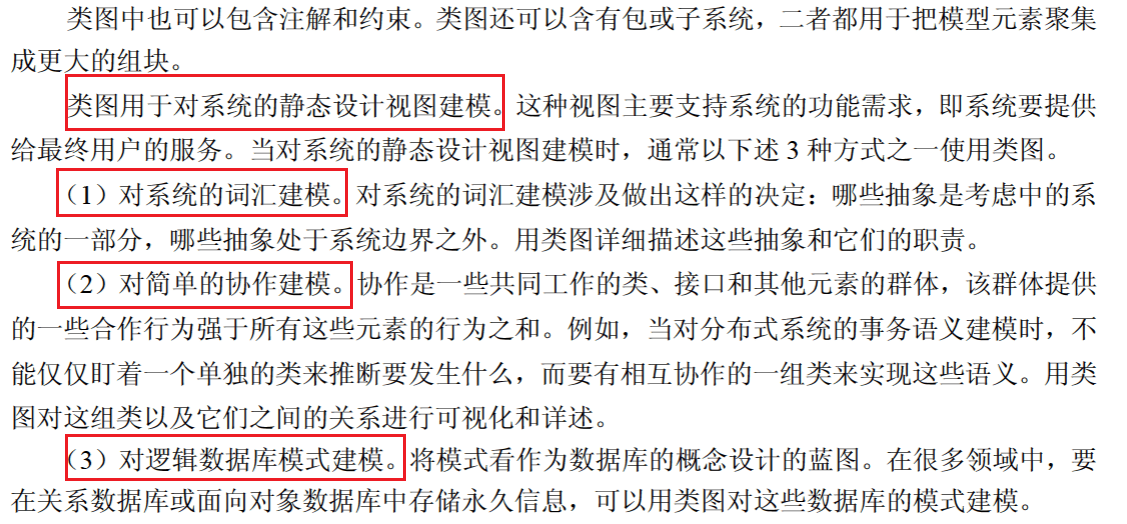 类图中也可以包含注解和约束。类图还可以含有包或子系统，二者都用于把模型元素聚集
成更大的组块。
类图用于对系统的静态设计视图建模。这种视图主要支持系统的功能需求，即系统要提供
给最终用户的服务。当对系统的静态设计视图建模时，通常以下述 3 种方式之一使用类图。
（1）对系统的词汇建模。对系统的词汇建模涉及做出这样的决定：哪些抽象是考虑中的系
统的一部分，哪些抽象处于系统边界之外。用类图详细描述这些抽象和它们的职责。
（2）对简单的协作建模。协作是一些共同工作的类、接口和其他元素的群体，该群体提供
的一些合作行为强于所有这些元素的行为之和。例如，当对分布式系统的事务语义建模时，不
能仅仅盯着一个单独的类来推断要发生什么，而要有相互协作的一组类来实现这些语义。用类
图对这组类以及它们之间的关系进行可视化和详述。
（3）对逻辑数据库模式建模。将模式看作为数据库的概念设计的蓝图。在很多领域中，要
在关系数据库或面向对象数据库中存储永久信息，可以用类图对这些数据库的模式建模。